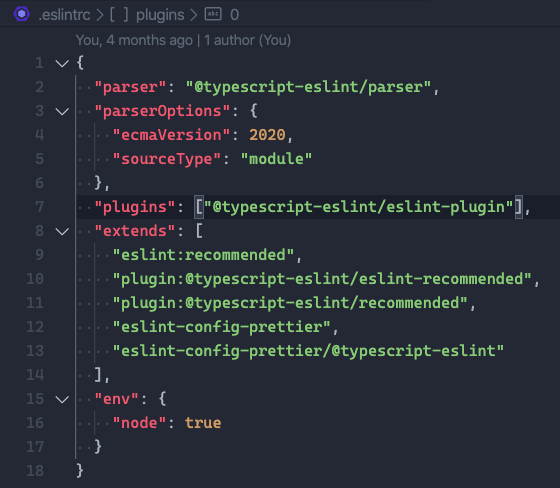 .eslintrc > [ ] plugins > abc 0
You, 4 months ago | 1 author (You)
1 {
2 "parser": "@typescript-eslint/parser",
3 "parserOptions": {
4 "ecmaVersion": 2020,
5 "sourceType": "module"
6 },
7 "plugins": ["@typescript-eslint/eslint-plugin"],
8 "extends": [
9 "eslint:recommended",
10 "plugin:@typescript-eslint/eslint-recommended",
11 "plugin:@typescript-eslint/recommended",
12 "eslint-config-prettier",
13 "eslint-config-prettier/@typescript-eslint"
14 ],
15 "env": {
16 "node": true
17 }
18 }